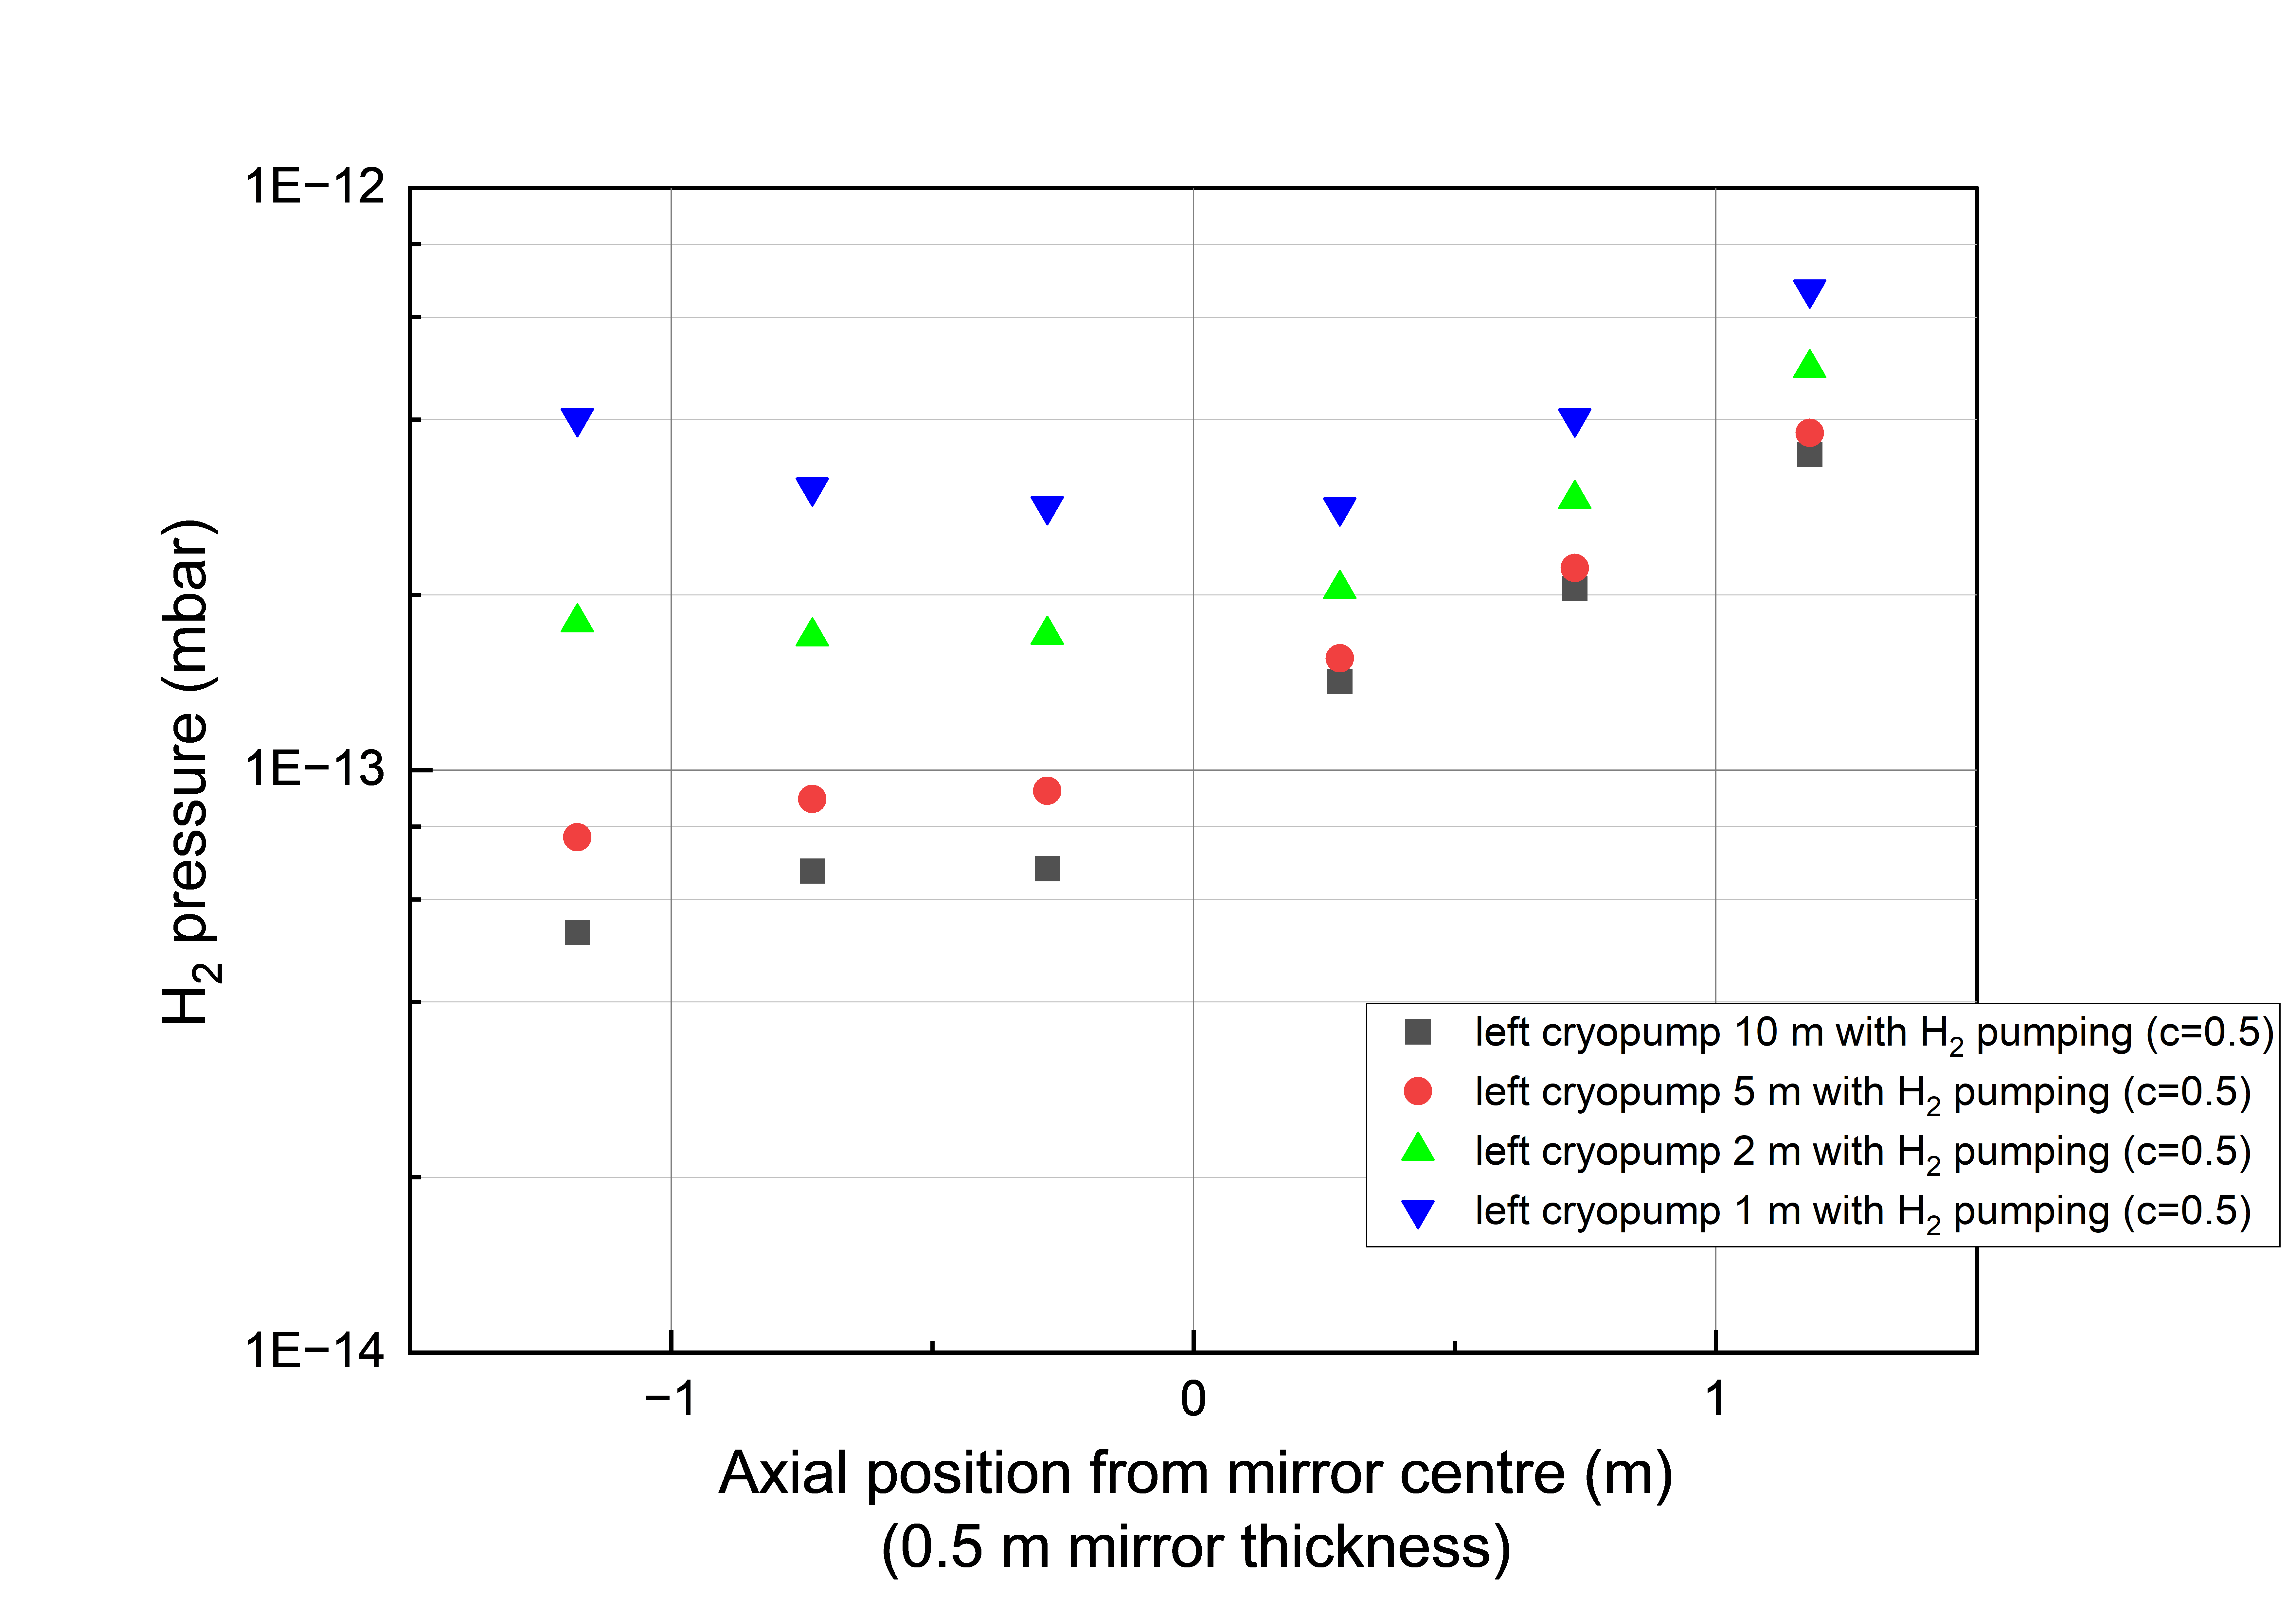 1E−12
1E−13
1E−14
H₂ pressure (mbar)
left cryopump 10 m with H₂ pumping (c=0.5)
left cryopump 5 m with H₂ pumping (c=0.5)
left cryopump 2 m with H₂ pumping (c=0.5)
left cryopump 1 m with H₂ pumping (c=0.5)
−1 0 1
Axial position from mirror centre (m)
(0.5 m mirror thickness)